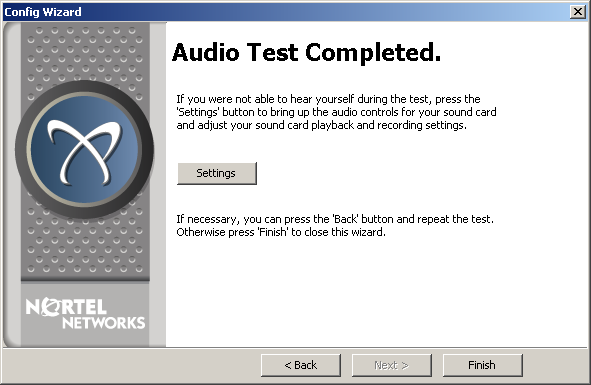 Config Wizard
Audio Test Completed.
If you were not able to hear yourself during the test, press the
'Settings' button to bring up the audio controls for your sound card
and adjust your sound card playback and recording settings.
Settings
If necessary, you can press the 'Back' button and repeat the test.
Otherwise press 'Finish' to close this wizard.
NORTEL
NETWORKS
< Back
Next >
Finish